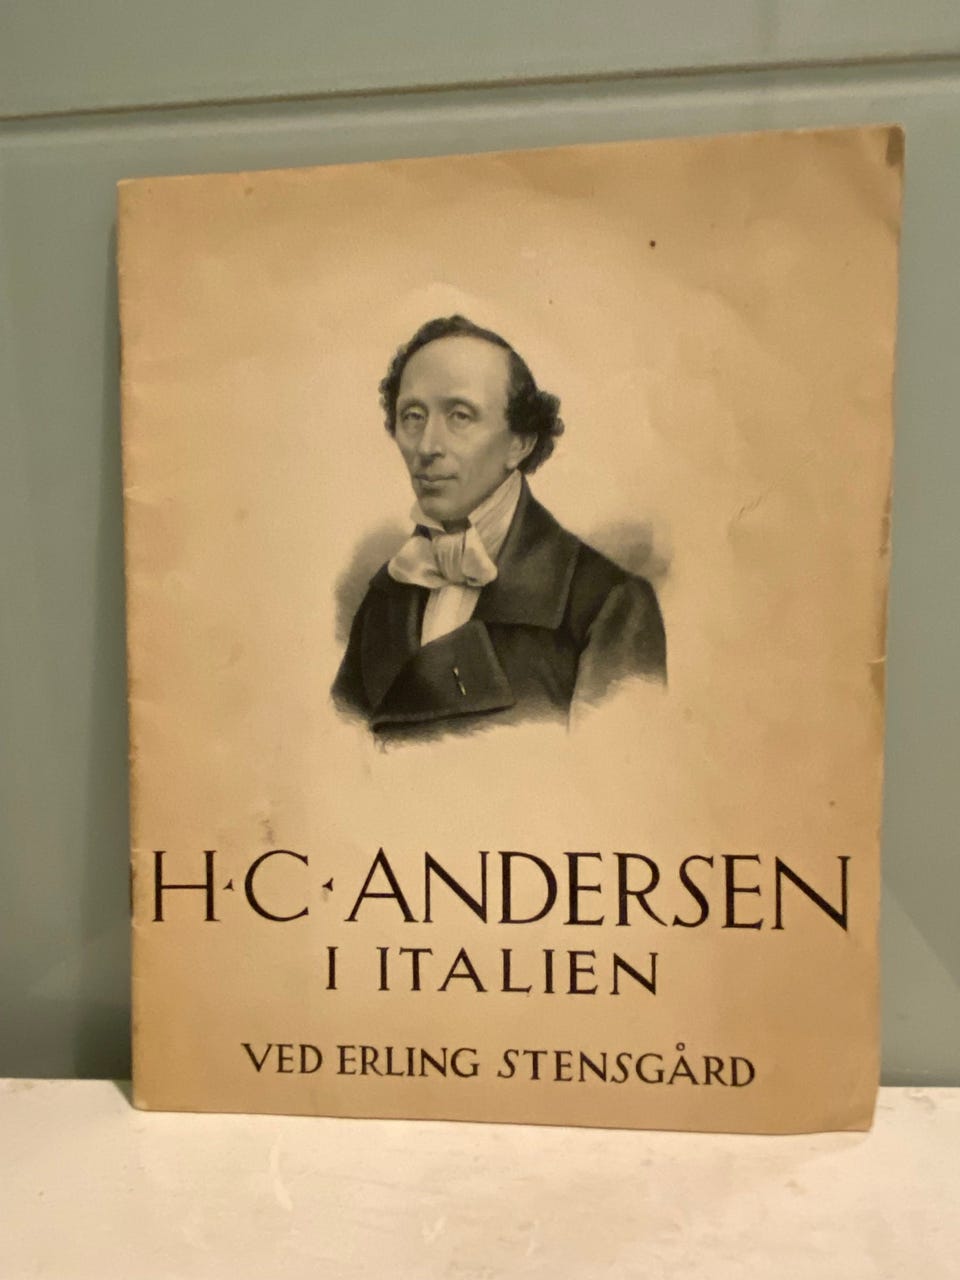 H·C·ANDERSEN
I ITALIEN
VED ERLING STENSGÅRD